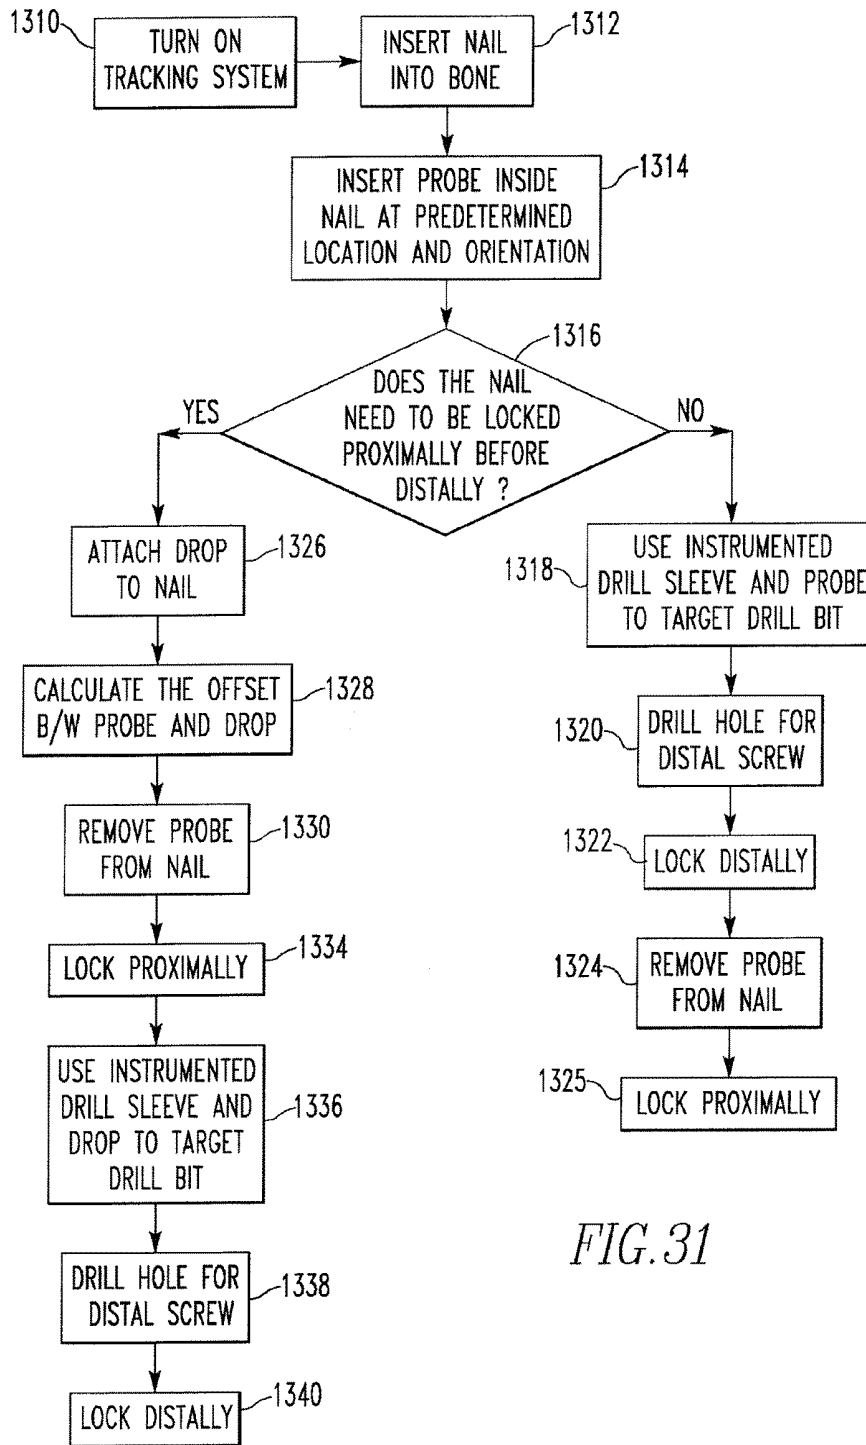 1310
TURN ON
TRACKING SYSTEM
1312
INSERT NAIL
INTO BONE
1314
INSERT PROBE INSIDE
NAIL AT PREDETERMINED
LOCATION AND ORIENTATION
1316
DOES THE NAIL
NEED TO BE LOCKED
PROXIMALLY BEFORE
DISTALLY ?
YES
NO
1326
ATTACH DROP
TO NAIL
1328
CALCULATE THE OFFSET
B/W PROBE AND DROP
1330
REMOVE PROBE
FROM NAIL
1334
LOCK PROXIMALLY
1336
USE INSTRUMENTED
DRILL SLEEVE AND
DROP TO TARGET
DRILL BIT
1338
DRILL HOLE FOR
DISTAL SCREW
1340
LOCK DISTALLY
1318
USE INSTRUMENTED
DRILL SLEEVE AND PROBE
TO TARGET DRILL BIT
1320
DRILL HOLE FOR
DISTAL SCREW
1322
LOCK DISTALLY
1324
REMOVE PROBE
FROM NAIL
1325
LOCK PROXIMALLY
FIG.31